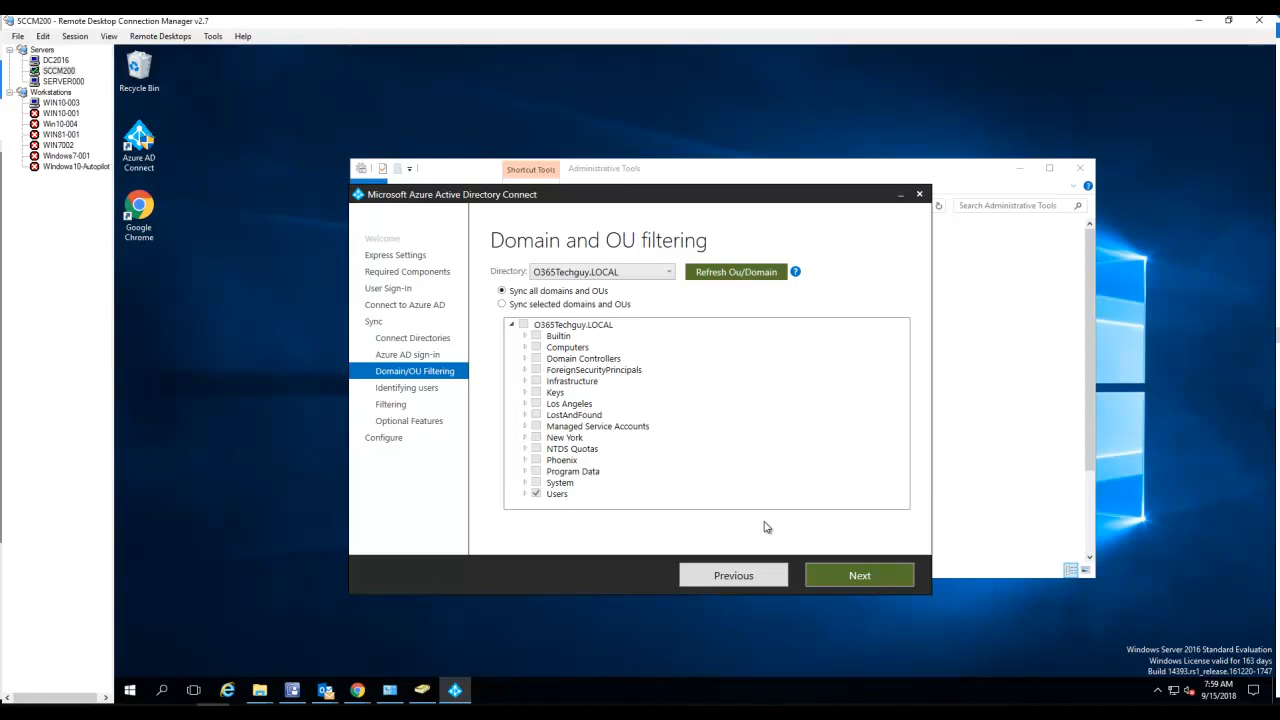 SCCM200 - Remote Desktop Connection Manager v2.7
File Edit Session View Remote Desktops Tools Help
Servers
DC2016
SCCM200
SERVER000
Workstations
WIN10-003
WIN10-001
Win10-004
WIN81-001
WIN7002
Windows7-001
Windows10-Autopilot
Recycle Bin
Azure AD
Connect
Google
Chrome
Shortcut Tools
Administrative Tools
Search Administrative Tools
Microsoft Azure Active Directory Connect
Welcome
Express Settings
Required Components
User Sign-In
Connect to Azure AD
Sync
Connect Directories
Azure AD sign-in
Domain/OU Filtering
Identifying users
Filtering
Optional Features
Configure
Domain and OU filtering
Directory: O365Techguy.LOCAL Refresh Ou/Domain ?
Sync all domains and OUs
Sync selected domains and OUs
O365Techguy.LOCAL
Builtin
Computers
Domain Controllers
ForeignSecurityPrincipals
Infrastructure
Keys
Los Angeles
LostAndFound
Managed Service Accounts
New York
NTDS Quotas
Phoenix
Program Data
System
Users
Previous Next
Windows Server 2016 Standard Evaluation
Windows License valid for 163 days
Build 14393.rs1_release.161220-1747
7:59 AM
9/15/2018